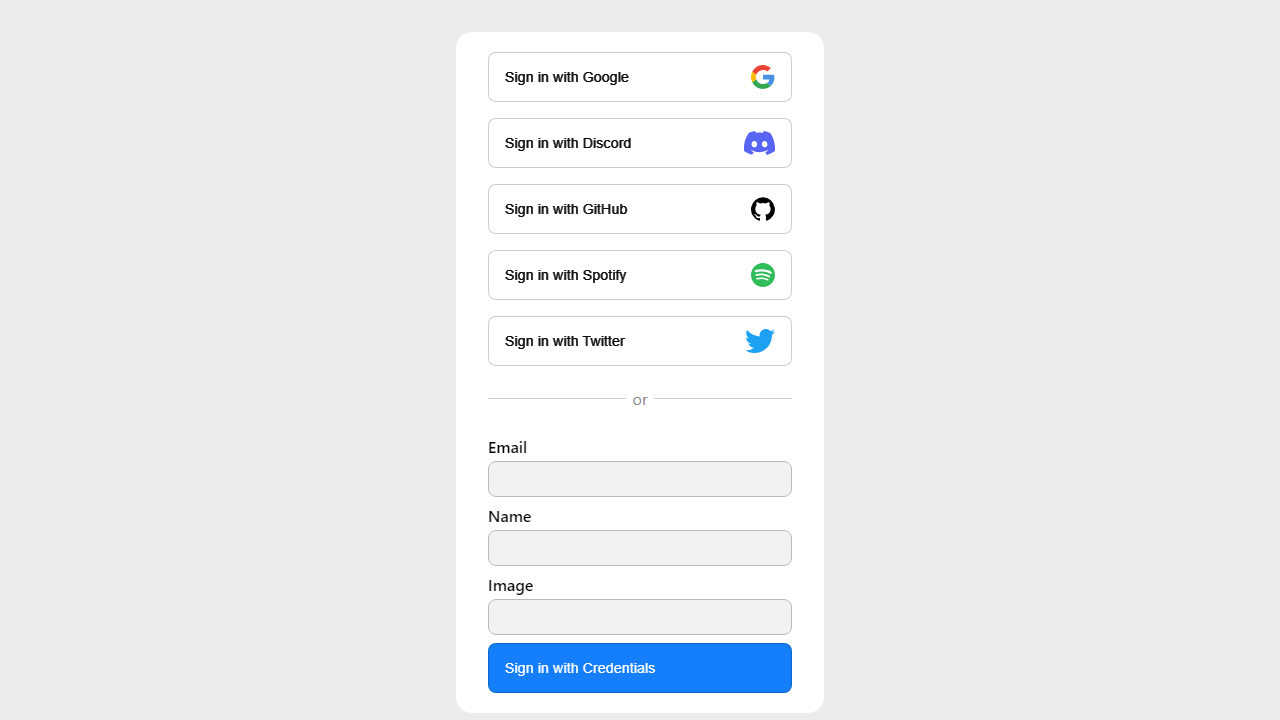 Sign in with Google
Sign in with Discord
Sign in with GitHub
Sign in with Spotify
Sign in with Twitter
or
Email
Name
Image
Sign in with Credentials